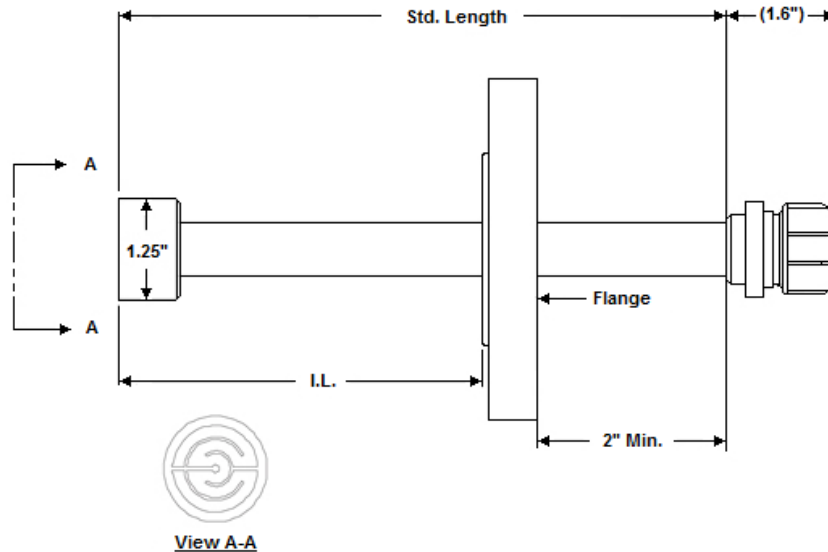 Std. Length
(1.6")
A
1.25"
A
Flange
I.L.
2" Min.
View A-A